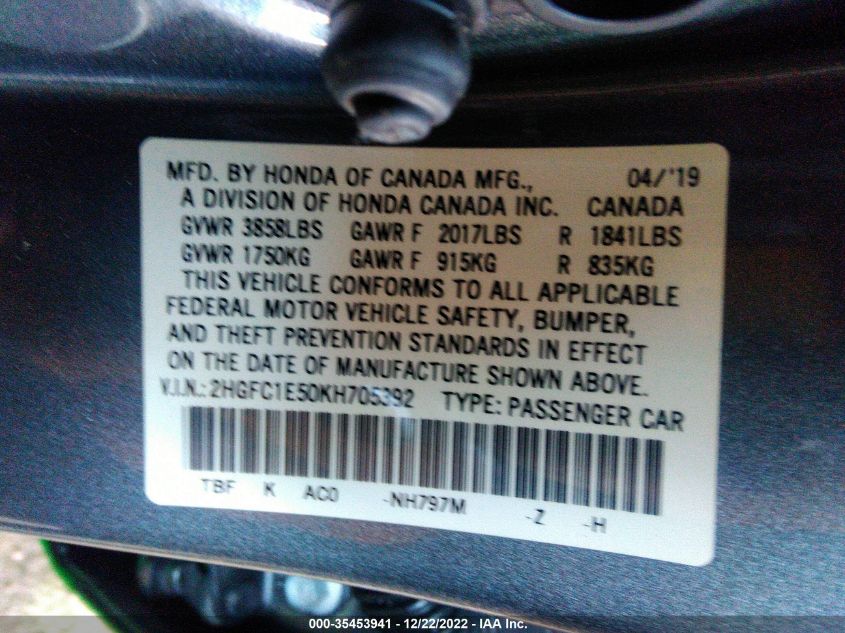 MFD. BY HONDA OF CANADA MFG., 04/'19
A DIVISION OF HONDA CANADA INC. CANADA
GVWR 3858LBS GAWR F 2017LBS R 1841LBS
GVWR 1750KG GAWR F 915KG R 835KG
THIS VEHICLE CONFORMS TO ALL APPLICABLE
FEDERAL MOTOR VEHICLE SAFETY, BUMPER,
AND THEFT PREVENTION STANDARDS IN EFFECT
ON THE DATE OF MANUFACTURE SHOWN ABOVE.
V.I.N.: 2HGFC1E50KH705392 TYPE: PASSENGER CAR
TBF K AC0 -NH797M -Z -H
000-35453941 - 12/22/2022 - IAA Inc.